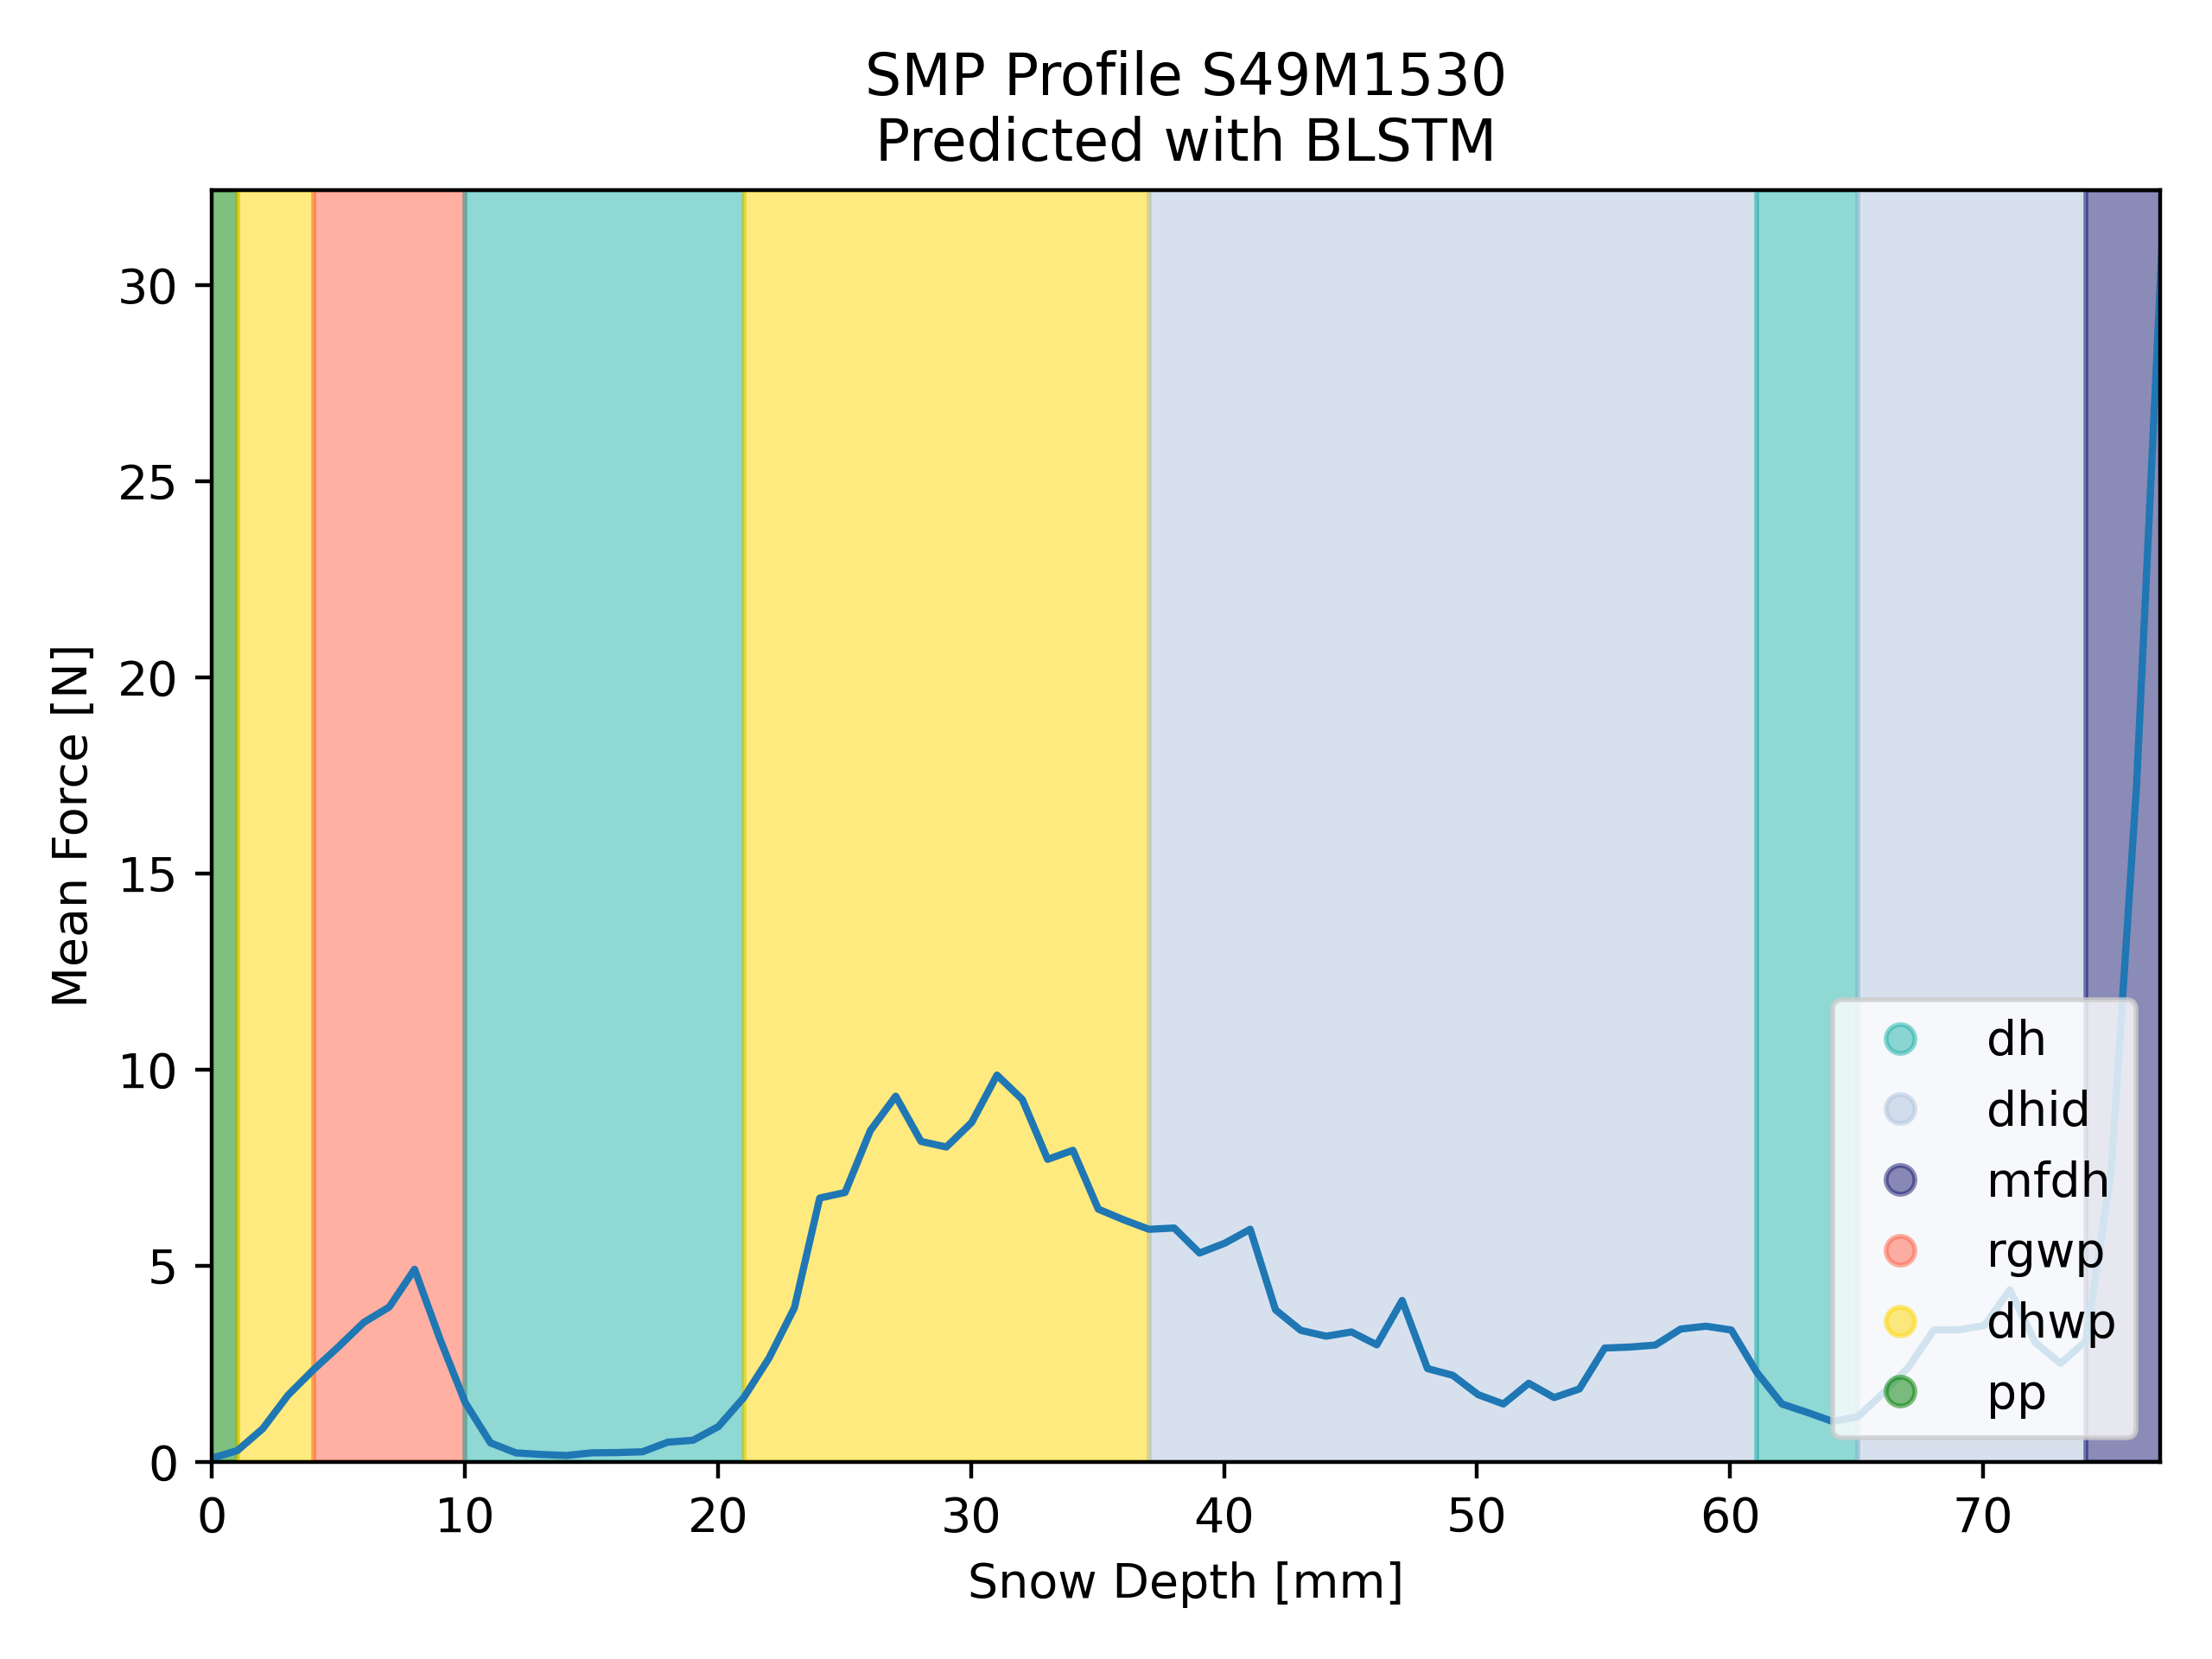 SMP Profile S49M1530
Predicted with BLSTM
Mean Force [N]
30
25
20
15
10
5
0
dh
dhid
mfdh
rgwp
dhwp
pp
0 10 20 30 40 50 60 70
Snow Depth [mm]